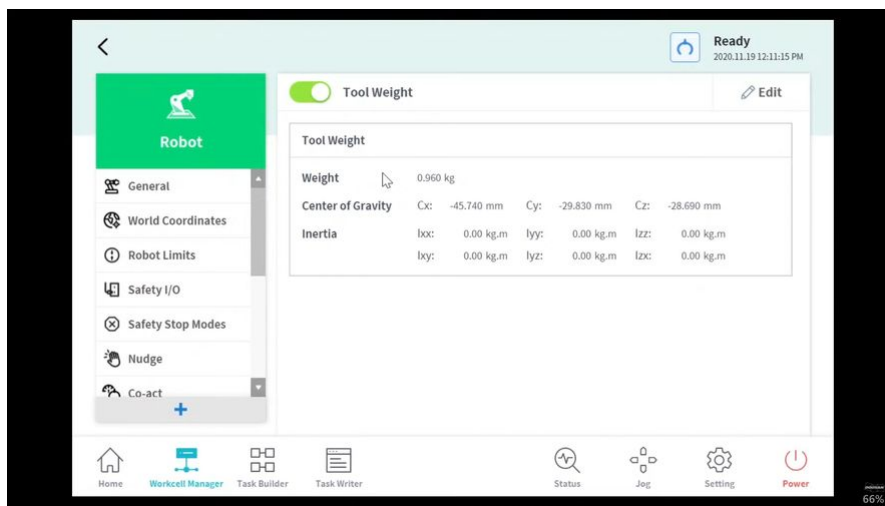 Ready
2020.11.19 12:11:15 PM
Robot
Tool Weight
Edit
Tool Weight
Weight 0.960 kg
Center of Gravity Cx: -45.740 mm Cy: -29.830 mm Cz: -28.690 mm
Inertia Ixx: 0.00 kg.m Iyy: 0.00 kg.m Izz: 0.00 kg.m
Ixy: 0.00 kg.m Iyz: 0.00 kg.m Izx: 0.00 kg.m
General
World Coordinates
Robot Limits
Safety I/O
Safety Stop Modes
Nudge
Co-act
+
Home Workcell Manager Task Builder Task Writer Status Jog Setting Power
66%